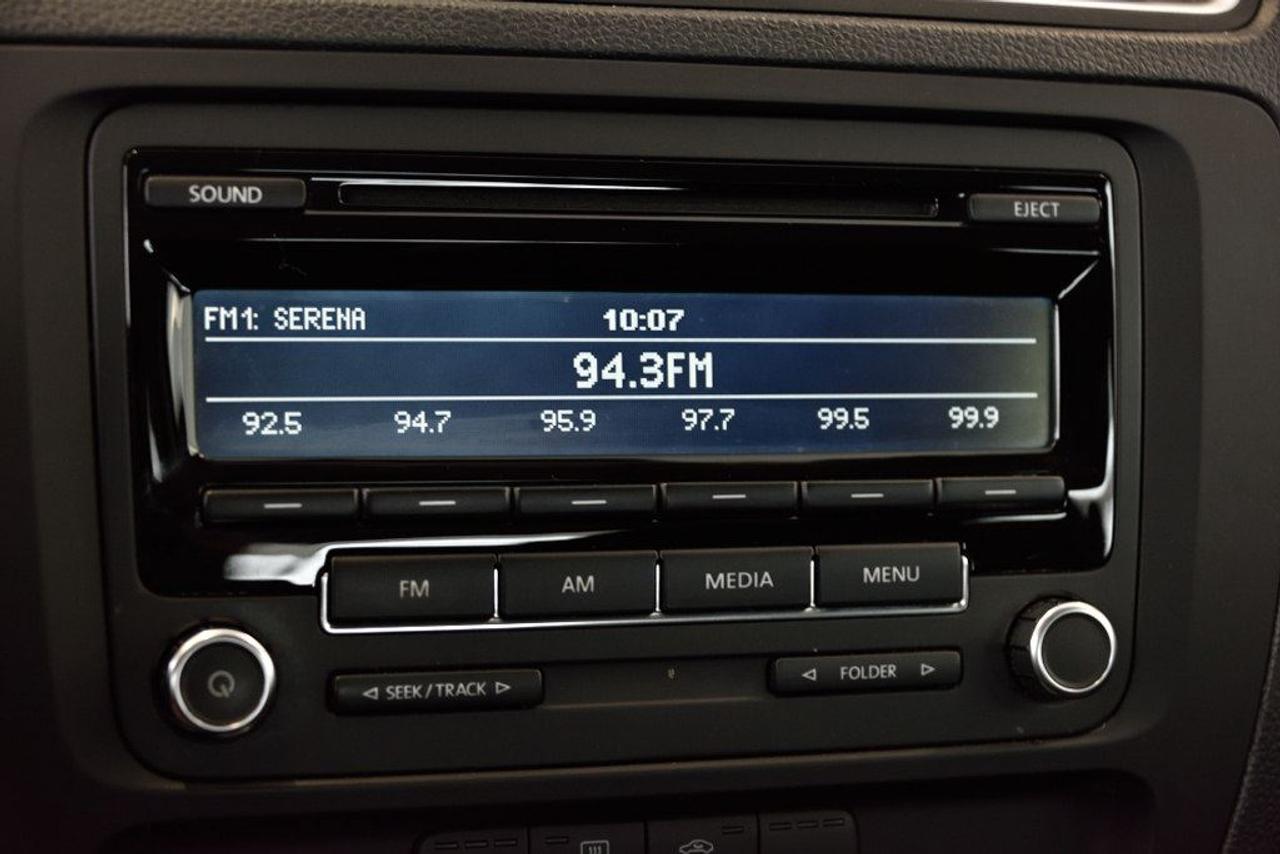 SOUND
EJECT
FM1: SERENA 10:07
94.3FM
92.5 94.7 95.9 97.7 99.5 99.9
FM AM MEDIA MENU
SEEK/TRACK FOLDER